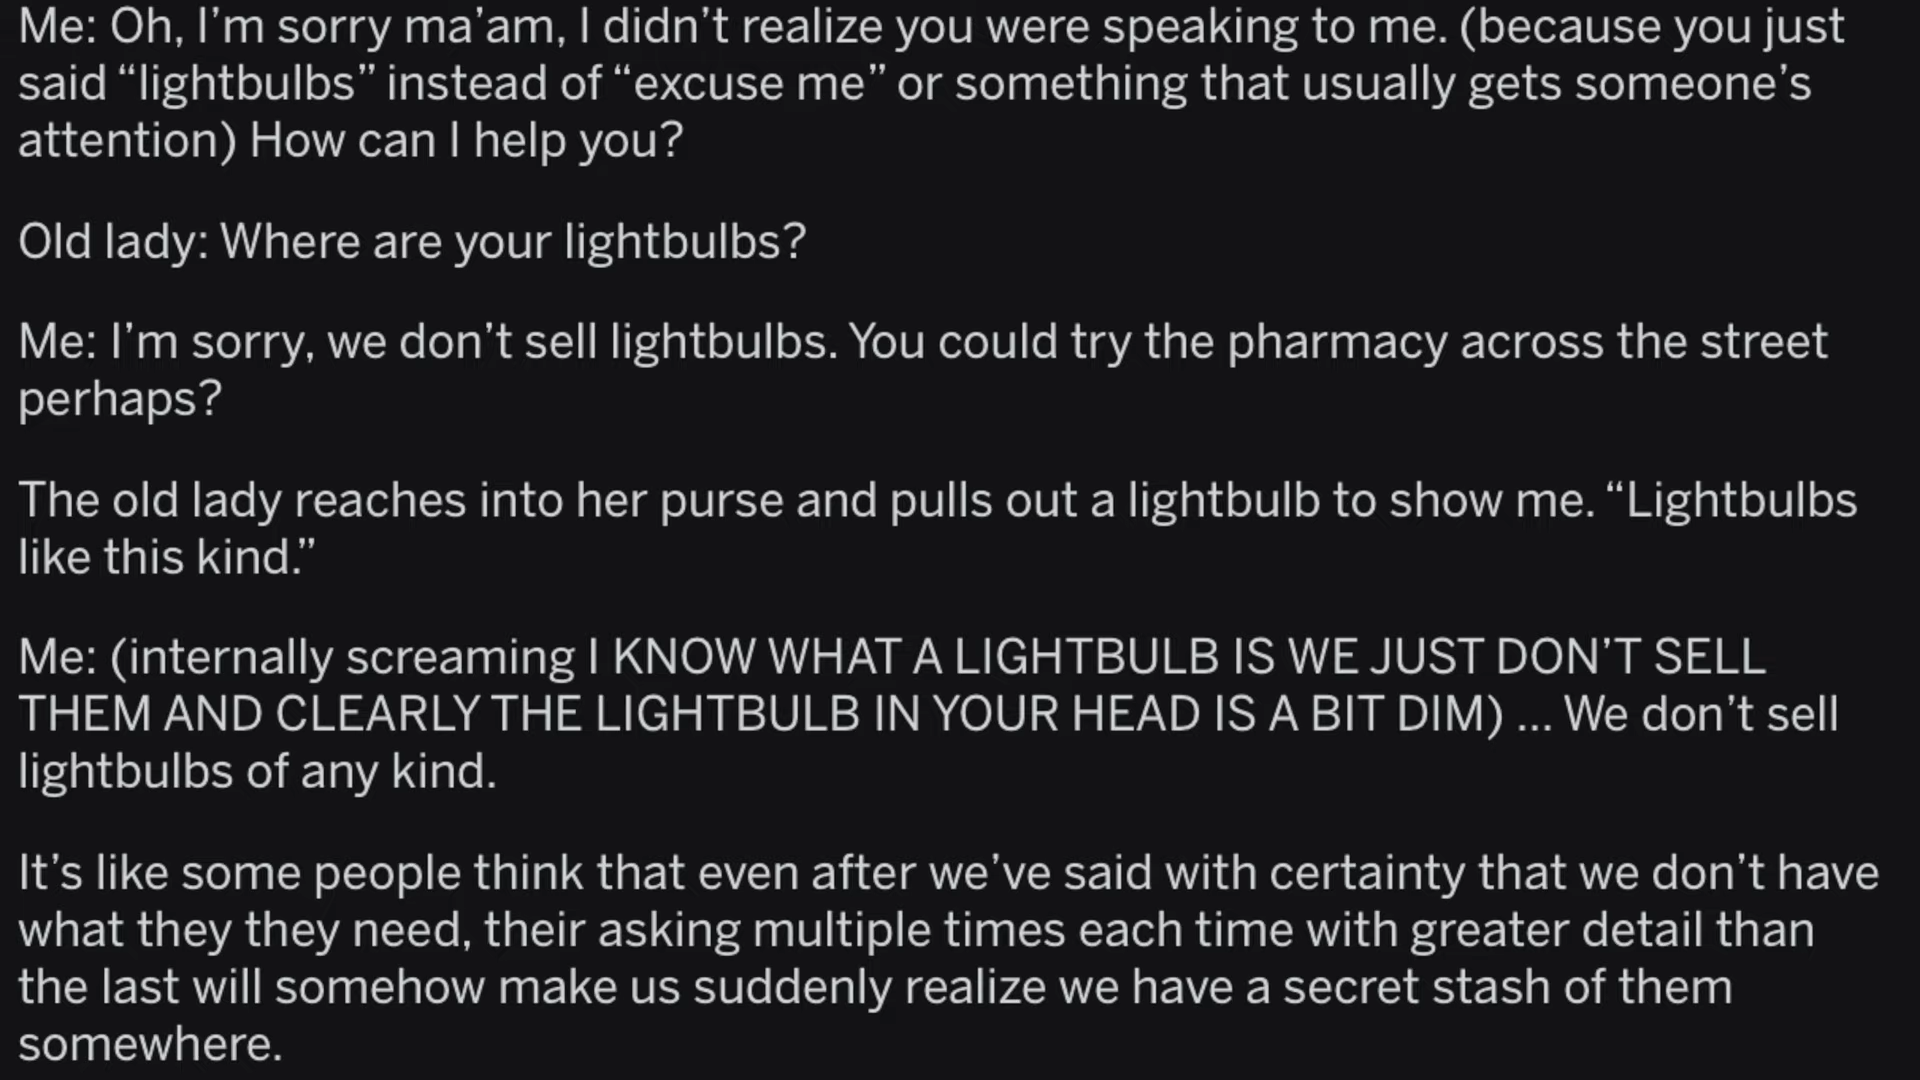 Me: Oh, I’m sorry ma’am, I didn’t realize you were speaking to me. (because you just
said “lightbulbs” instead of “excuse me” or something that usually gets someone’s
attention) How can I help you?
Old lady: Where are your lightbulbs?
Me: I’m sorry, we don’t sell lightbulbs. You could try the pharmacy across the street
perhaps?
The old lady reaches into her purse and pulls out a lightbulb to show me. “Lightbulbs
like this kind.”
Me: (internally screaming I KNOW WHAT A LIGHTBULB IS WE JUST DON’T SELL
THEM AND CLEARLY THE LIGHTBULB IN YOUR HEAD IS A BIT DIM) ... We don’t sell
lightbulbs of any kind.
It’s like some people think that even after we’ve said with certainty that we don’t have
what they they need, their asking multiple times each time with greater detail than
the last will somehow make us suddenly realize we have a secret stash of them
somewhere.